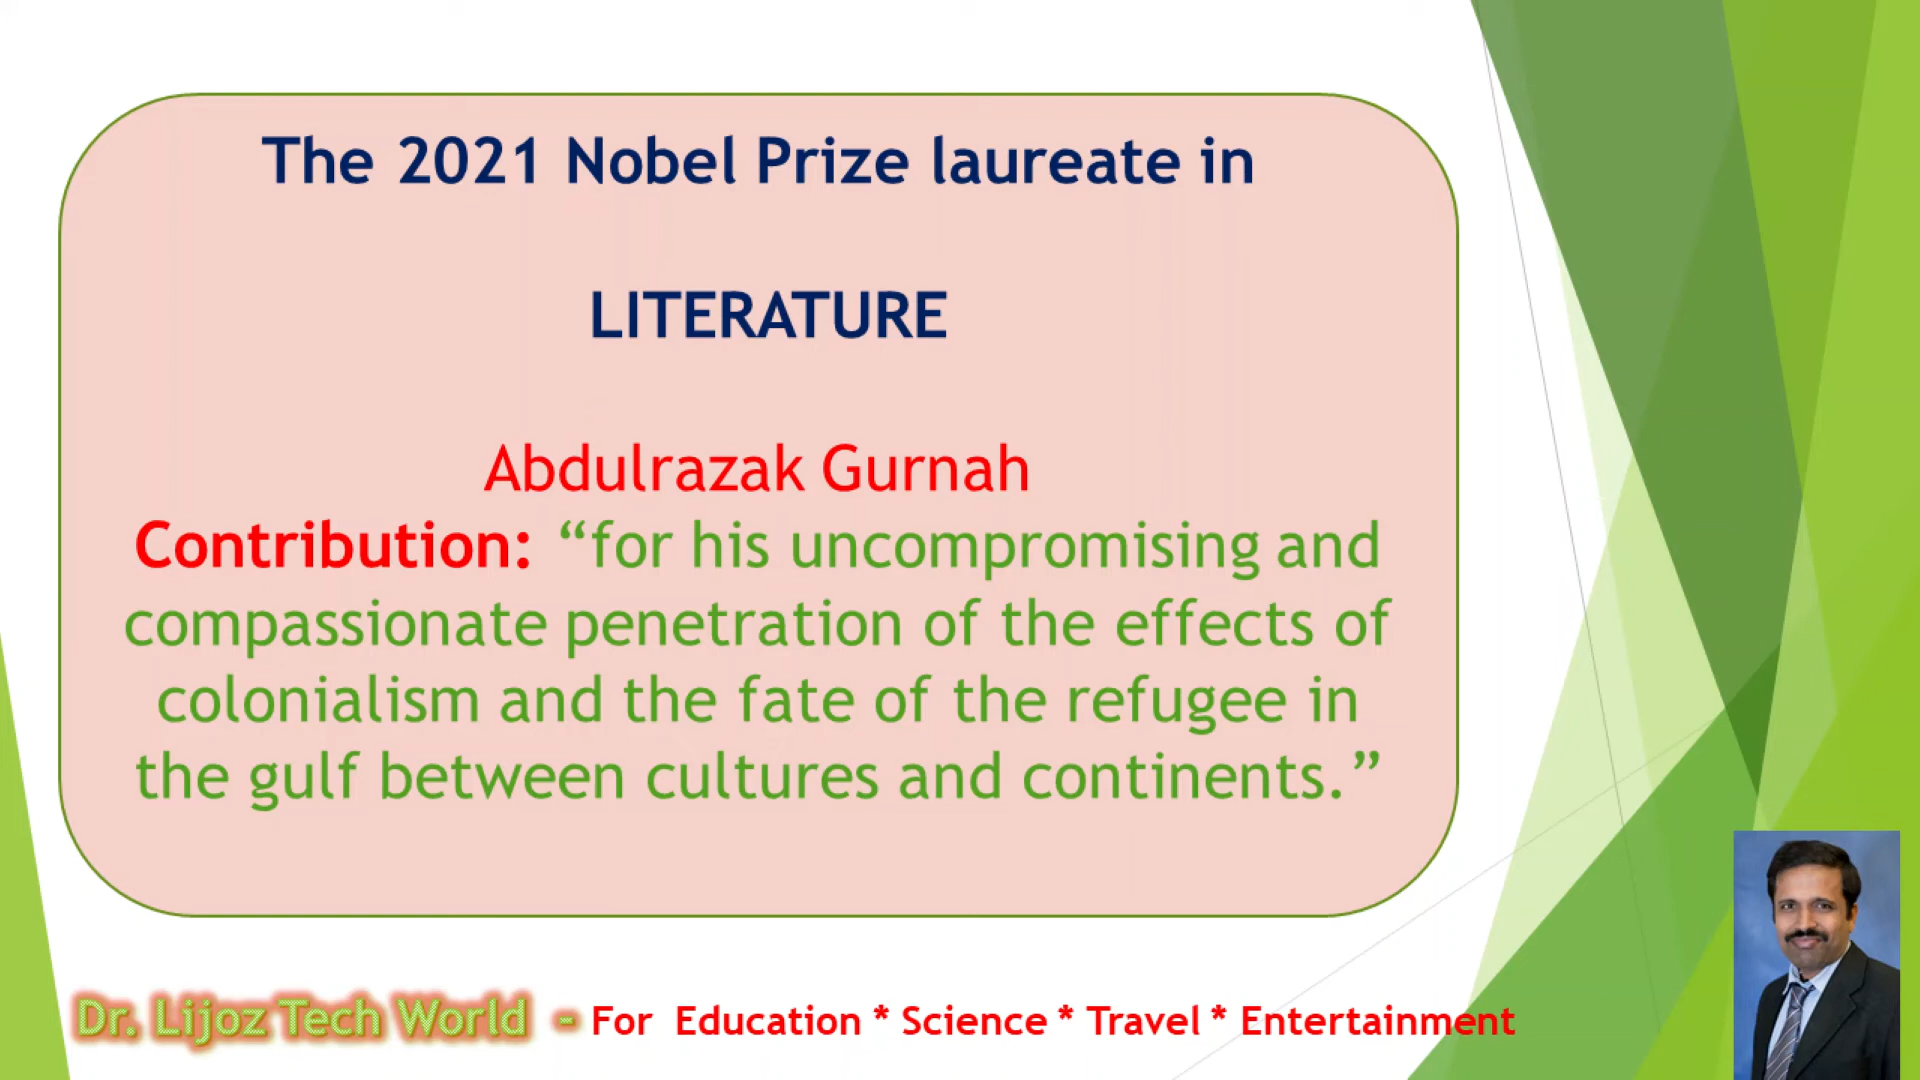 The 2021 Nobel Prize laureate in
LITERATURE
Abdulrazak Gurnah
Contribution: “for his uncompromising and
compassionate penetration of the effects of
colonialism and the fate of the refugee in
the gulf between cultures and continents.”
Dr. Lijoz Tech World - For Education * Science * Travel * Entertainment